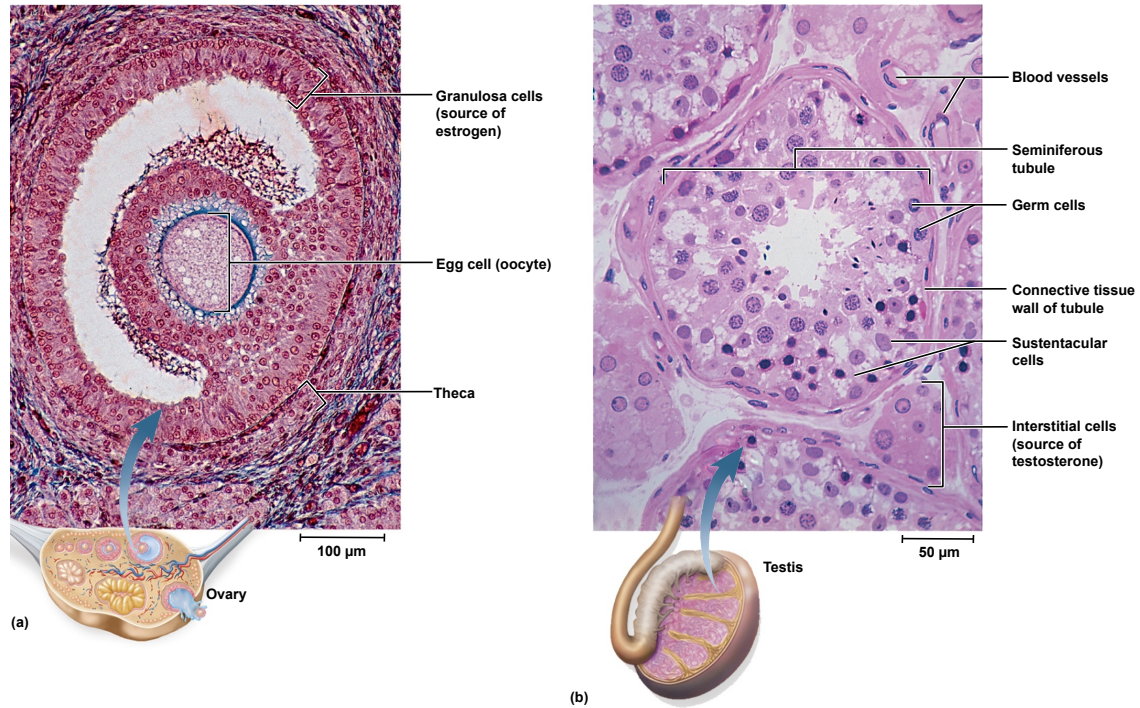 Granulosa cells
(source of
estrogen)
Egg cell (oocyte)
Theca
100 µm
Ovary
(a)
Blood vessels
Seminiferous
tubule
Germ cells
Connective tissue
wall of tubule
Sustentacular
cells
Interstitial cells
(source of
testosterone)
50 µm
Testis
(b)